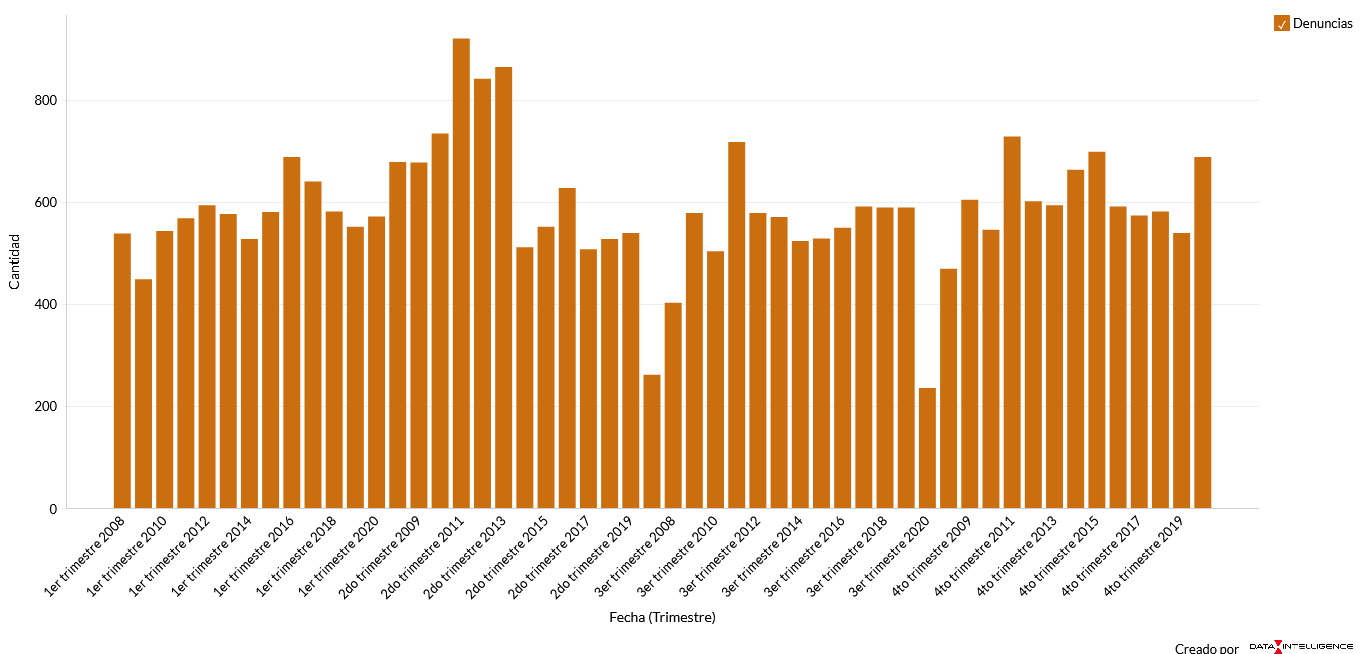 ✓ Denuncias
800
600
400
200
0
Cantidad
1er trimestre 2008
1er trimestre 2010
1er trimestre 2012
1er trimestre 2014
1er trimestre 2016
1er trimestre 2018
1er trimestre 2020
2do trimestre 2009
2do trimestre 2011
2do trimestre 2013
2do trimestre 2015
2do trimestre 2017
2do trimestre 2019
3er trimestre 2008
3er trimestre 2010
3er trimestre 2012
3er trimestre 2014
3er trimestre 2016
3er trimestre 2018
3er trimestre 2020
4to trimestre 2009
4to trimestre 2011
4to trimestre 2013
4to trimestre 2015
4to trimestre 2017
4to trimestre 2019
Fecha (Trimestre)
Creado por DATA INTELLIGENCE